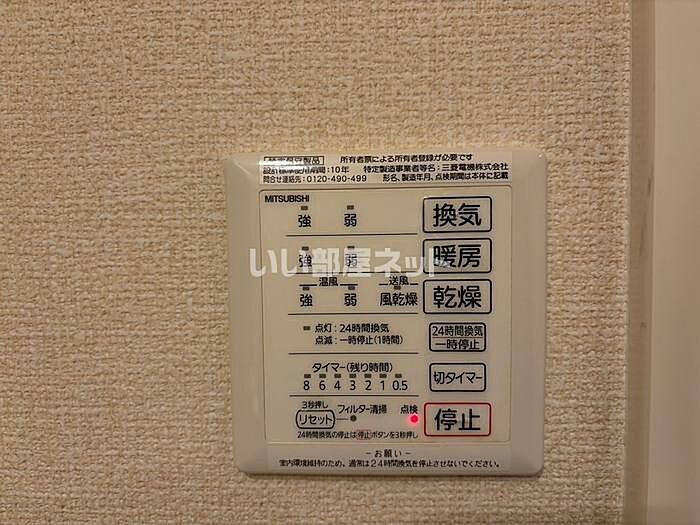 特定保守製品 所有者票による所有者登録が必要です
設計標準使用期間:10年 特定製造事業者等名:三菱電機株式会社
問合せ連絡先:0120-490-499 形名、製造年月、点検期間は本体に記載
MITSUBISHI
強 弱 換気
強 弱 暖房
いい部屋ネット
温風 送風
強 弱 風乾燥 乾燥
点灯:24時間換気
点滅:一時停止(1時間)
24時間換気
一時停止
タイマー(残り時間)
8 6 4 3 2 1 0.5
切タイマー
3秒押し
リセット フィルター清掃 点検
停止
24時間換気の停止は停止ボタンを3秒押し
-お願い-
室内環境維持のため、通常は24時間換気を停止させないでください。